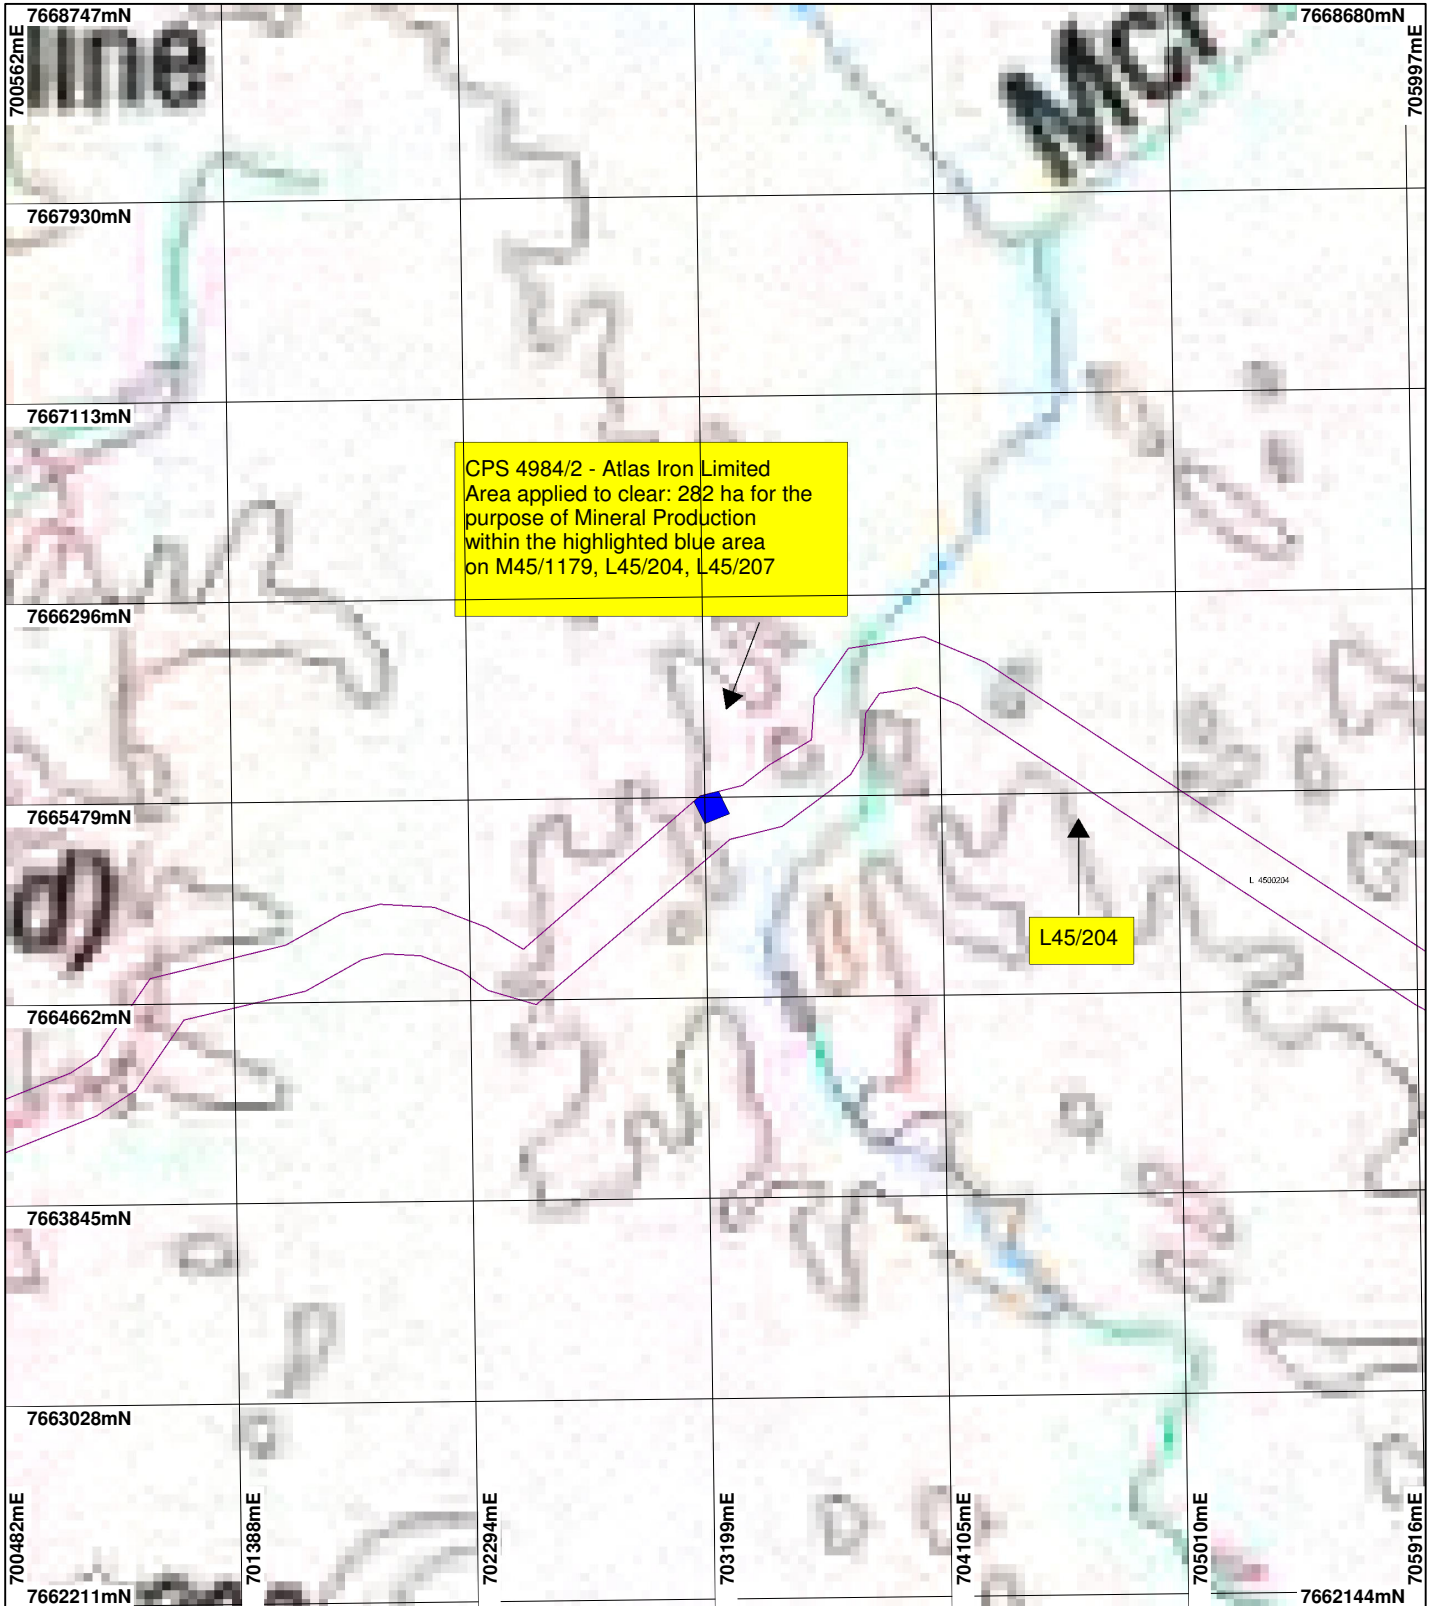 7668747mN
7668680mN
700562mE
line
705997mE
7667930mN
7667113mN
CPS 4984/2 - Atlas Iron Limited
Area applied to clear: 282 ha for the
purpose of Mineral Production
within the highlighted blue area
on M45/1179, L45/204, L45/207
7666296mN
7665479mN
L 4500204
L45/204
7664662mN
7663845mN
7663028mN
700482mE
701388mE
702294mE
703199mE
704105mE
705010mE
705916mE
7662211mN
7662144mN